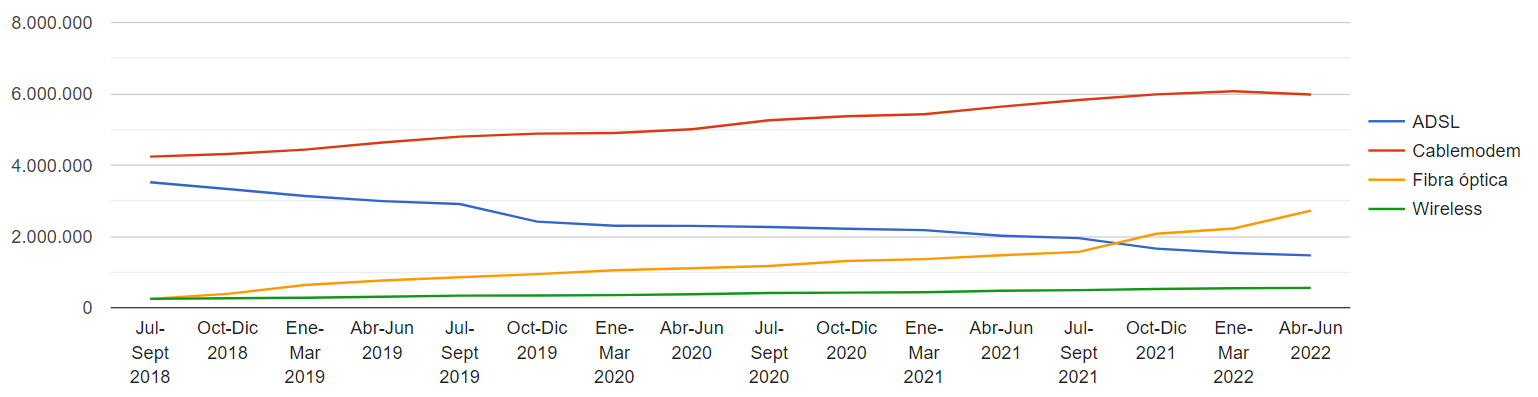 8.000.000
6.000.000
4.000.000
2.000.000
0
Jul-
Sept
2018
Oct-Dic
2018
Ene-
Mar
2019
Abr-Jun
2019
Jul-
Sept
2019
Oct-Dic
2019
Ene-
Mar
2020
Abr-Jun
2020
Jul-
Sept
2020
Oct-Dic
2020
Ene-
Mar
2021
Abr-Jun
2021
Jul-
Sept
2021
Oct-Dic
2021
Ene-
Mar
2022
Abr-Jun
2022
ADSL
Cablemodem
Fibra óptica
Wireless